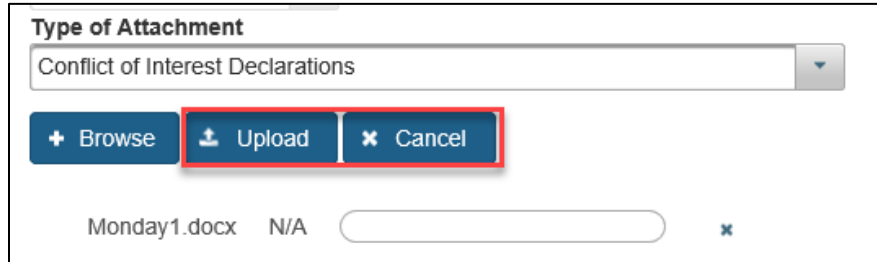 Type of Attachment
Conflict of Interest Declarations
Browse Upload Cancel
Monday1.docx N/A